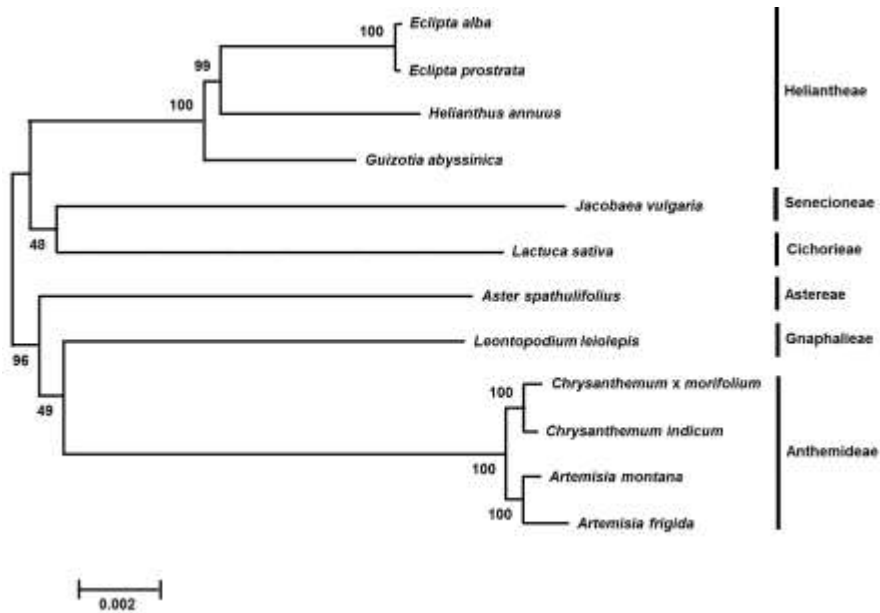 Eclipta alba
100
Eclipta prostrata
99
Heliantheae
100
Helianthus annuus
Guizotia abyssinica
Jacobaea vulgaria
Senecioneae
48
Lactuca sativa
Cichorieae
Aster spathulifolius
Astereae
Leontopodium leiolepis
Gnaphalieae
96
49
Chrysanthemum x morifolium
100
Chrysanthemum indicum
Anthemideae
100
Artemisia montana
100
Artemisia frigida
0.002